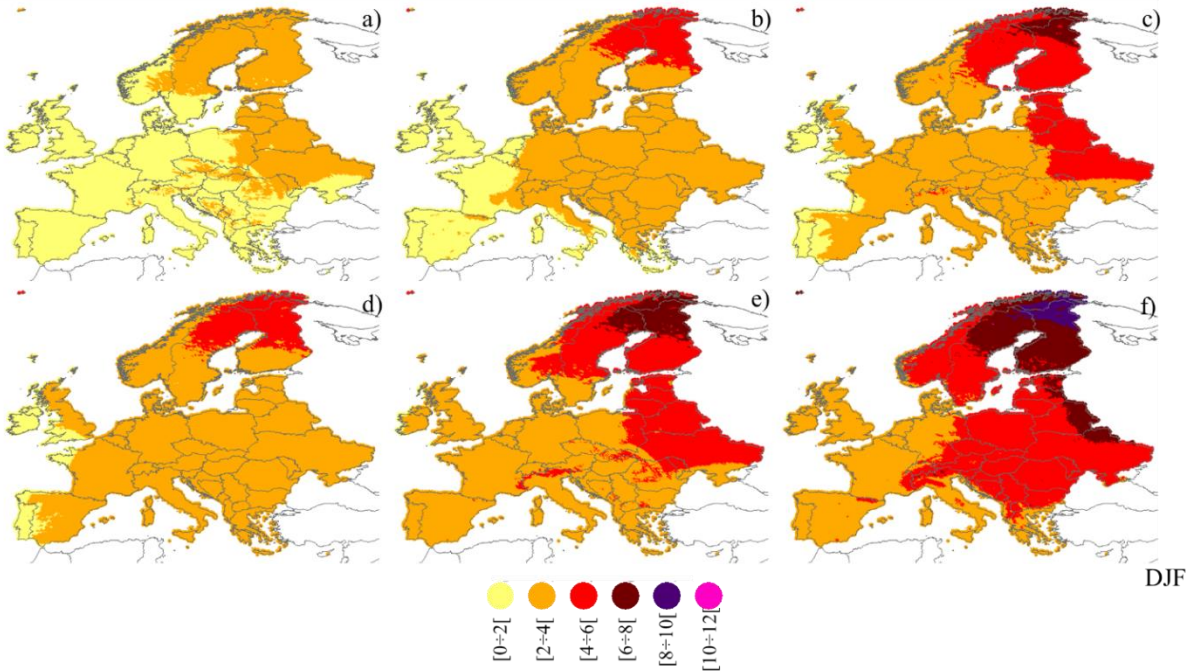 a)
b)
c)
d)
e)
f)
DJF
[0÷2[
[2÷4[
[4÷6[
[6÷8[
[8÷10[
[10÷12[